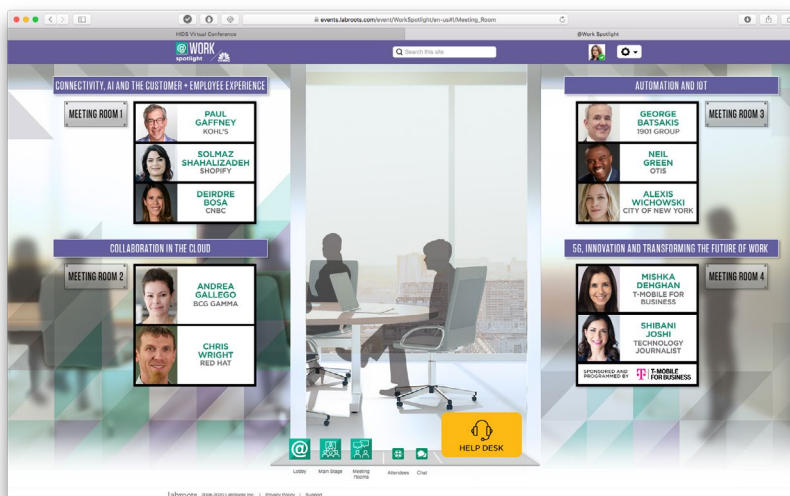 events.labroots.com/event/WorkSpotlight/en-us#!/Meeting_Room
HIDS Virtual Conference
@Work Spotlight
@WORK
spotlight
Search this site
CONNECTIVITY, AI AND THE CUSTOMER + EMPLOYEE EXPERIENCE
MEETING ROOM 1
PAUL
GAFFNEY
KOHL'S
SOLMAZ
SHAHALIZADEH
SHOPIFY
DEIRDRE
BOSA
CNBC
COLLABORATION IN THE CLOUD
MEETING ROOM 2
ANDREA
GALLEGO
BCG GAMMA
CHRIS
WRIGHT
RED HAT
AUTOMATION AND IOT
GEORGE
BATSAKIS
1901 GROUP
MEETING ROOM 3
NEIL
GREEN
OTIS
ALEXIS
WICHOWSKI
CITY OF NEW YORK
5G, INNOVATION AND TRANSFORMING THE FUTURE OF WORK
MISHKA
DEHGHAN
T-MOBILE FOR
BUSINESS
MEETING ROOM 4
SHIBANI
JOSHI
TECHNOLOGY
JOURNALIST
SPONSORED AND
PROGRAMMED BY
T-MOBILE
FOR BUSINESS
HELP DESK
Lobby
Main Stage
Meeting
Rooms
Attendees
Chat
Labroots
Privacy Policy | Support